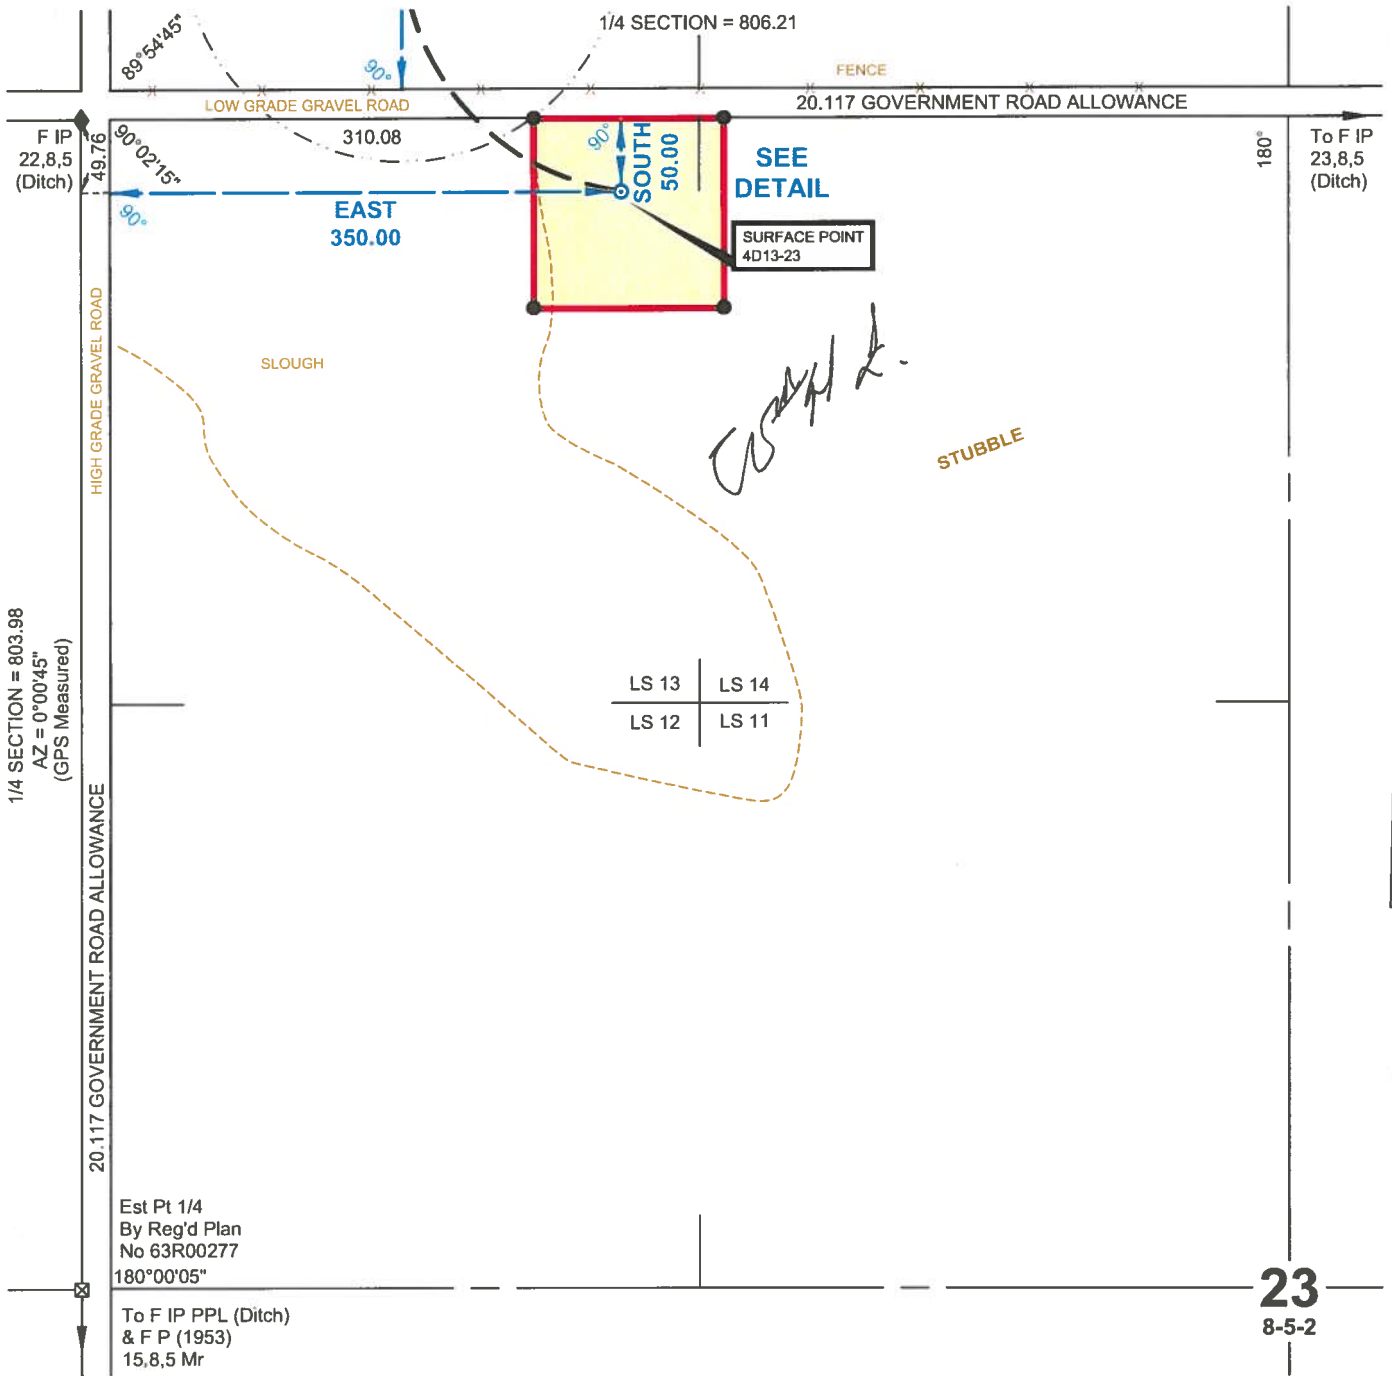 1/4 SECTION = 806.21
89°54'45"
90°
FENCE
LOW GRADE GRAVEL ROAD
20.117 GOVERNMENT ROAD ALLOWANCE
F IP
22,8,5
(Ditch)
49.76
90°02'15"
310.08
90°
SOUTH
50.00
SEE
DETAIL
180°
To F IP
23,8,5
(Ditch)
90°
EAST
350.00
SURFACE POINT
4D13-23
HIGH GRADE GRAVEL ROAD
SLOUGH
STUBBLE
1/4 SECTION = 803.98
AZ = 0°00'45"
(GPS Measured)
LS 13
LS 14
LS 12
LS 11
20.117 GOVERNMENT ROAD ALLOWANCE
Est Pt 1/4
By Reg'd Plan
No 63R00277
180°00'05"
To F IP PPL (Ditch)
& F P (1953)
15,8,5 Mr
23
8-5-2